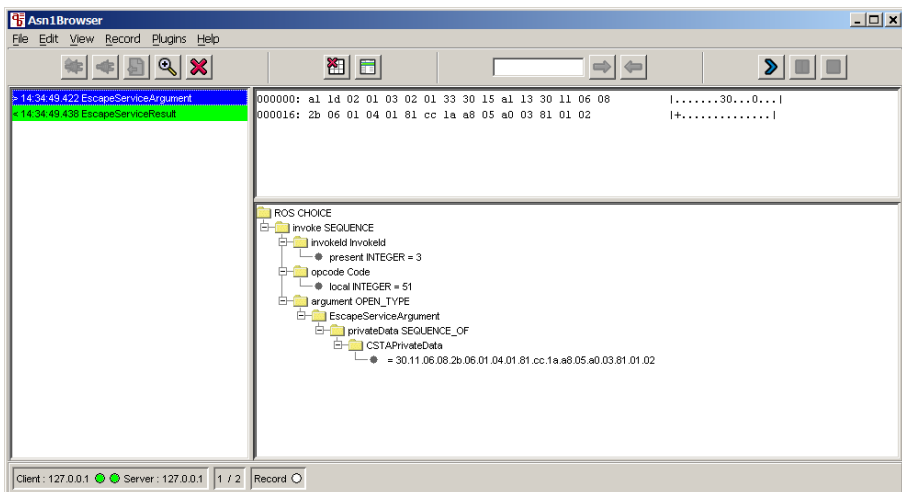 Asn1Browser
File Edit View Record Plugins Help
> 14:34:49.422 EscapeServiceArgument
< 14:34:49.438 EscapeServiceResult
000000: a1 1d 02 01 03 02 01 33 30 15 a1 13 30 11 06 08 |.......30...0...|
000016: 2b 06 01 04 01 81 cc 1a a8 05 a0 03 81 01 02 |+..............|
ROS CHOICE
invoke SEQUENCE
invokeId InvokeId
present INTEGER = 3
opcode Code
local INTEGER = 51
argument OPEN_TYPE
EscapeServiceArgument
privateData SEQUENCE_OF
CSTAPrivateData
= 30.11.06.08.2b.06.01.04.01.81.cc.1a.a8.05.a0.03.81.01.02
Client : 127.0.0.1 Server : 127.0.0.1 1 / 2 Record